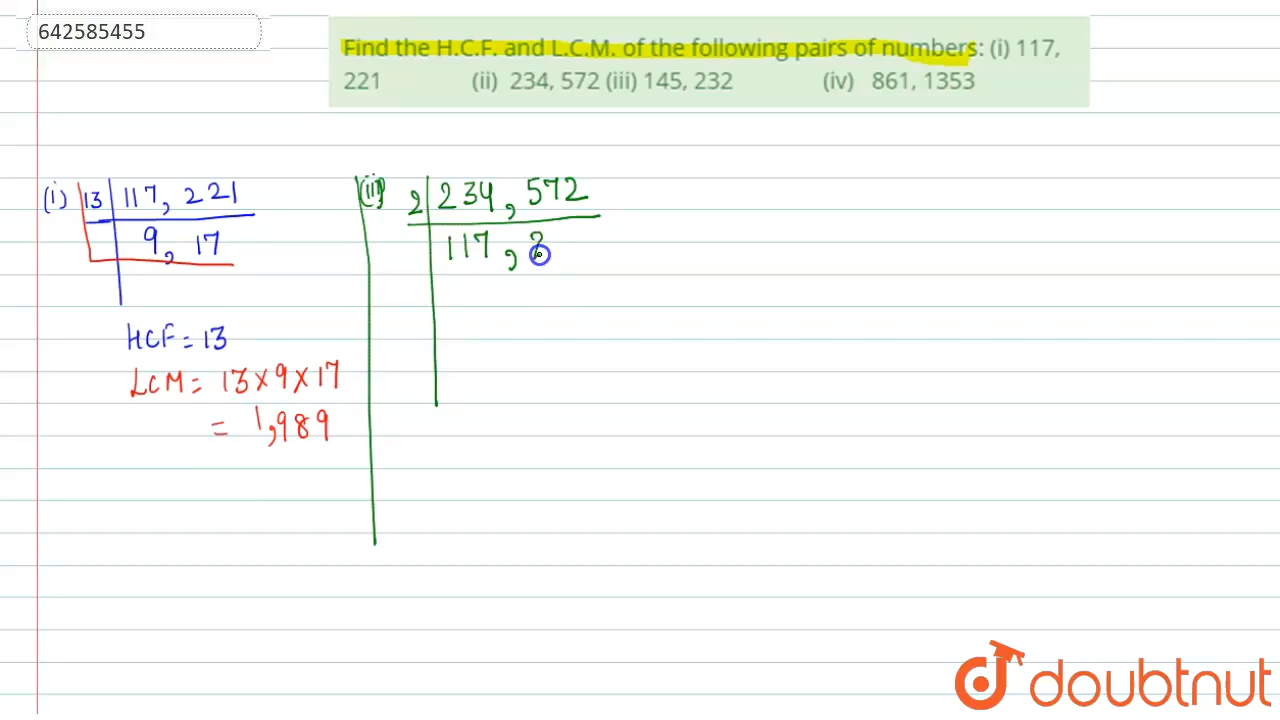 642585455
Find the H.C.F. and L.C.M. of the following pairs of numbers: (i) 117,
221 (ii) 234, 572 (iii) 145, 232 (iv) 861, 1353
(i) 13 117, 221
9, 17
HCF = 13
LCM = 13 × 9 × 17
= 1,989
(ii) 2 234, 572
117, 2
doubtnut